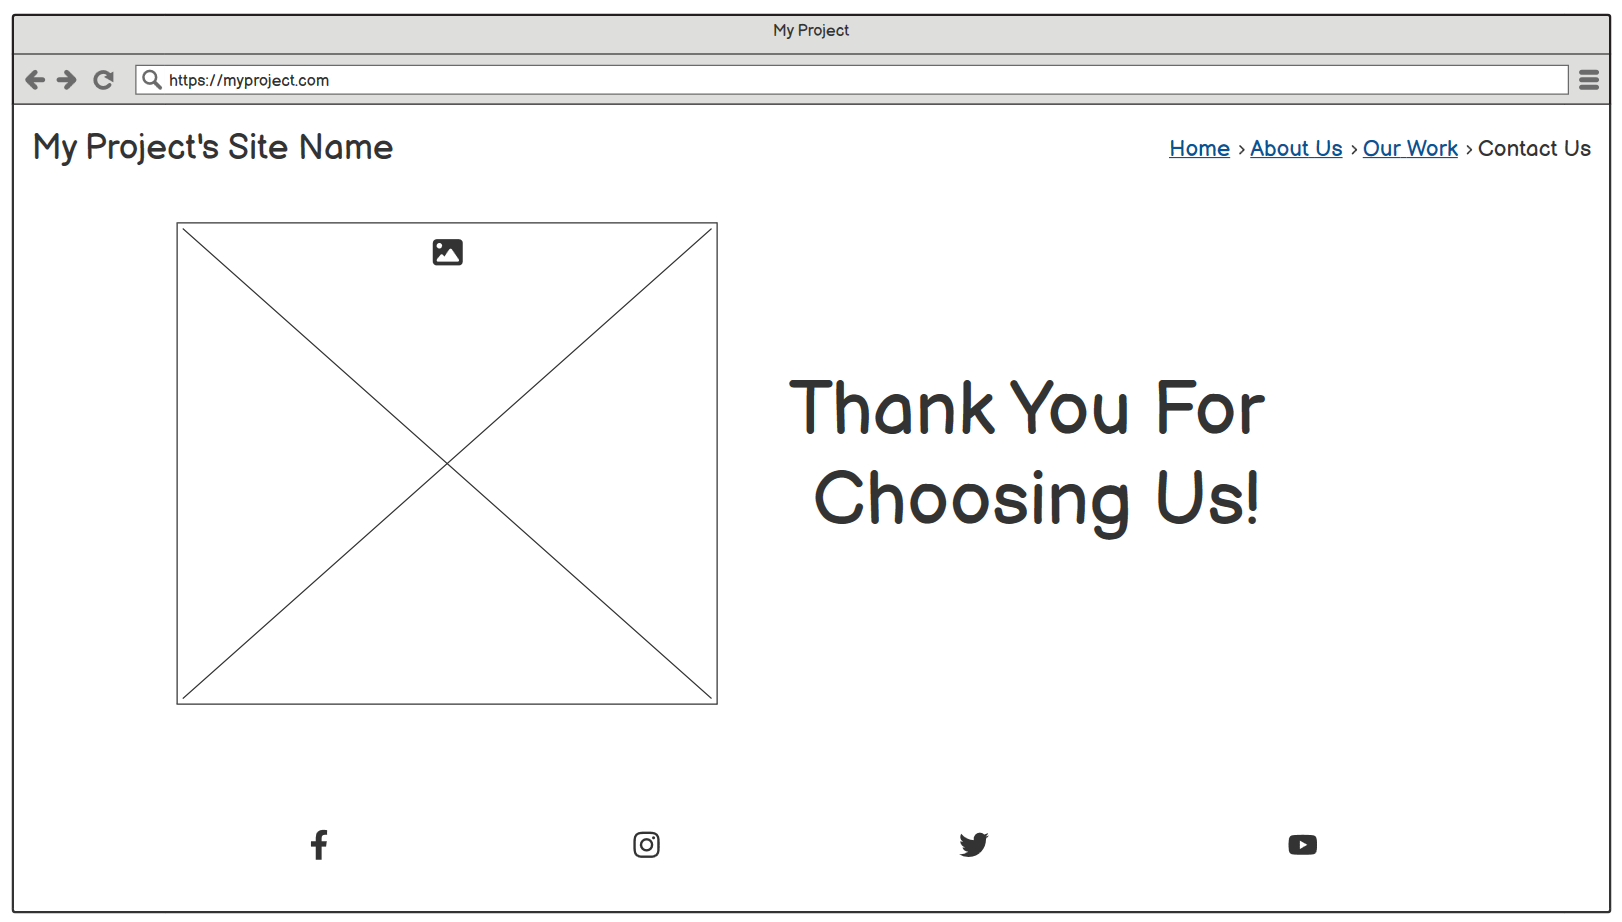 My Project
https://myproject.com
My Project's Site Name
Home > About Us > Our Work > Contact Us
Thank You For
Choosing Us!